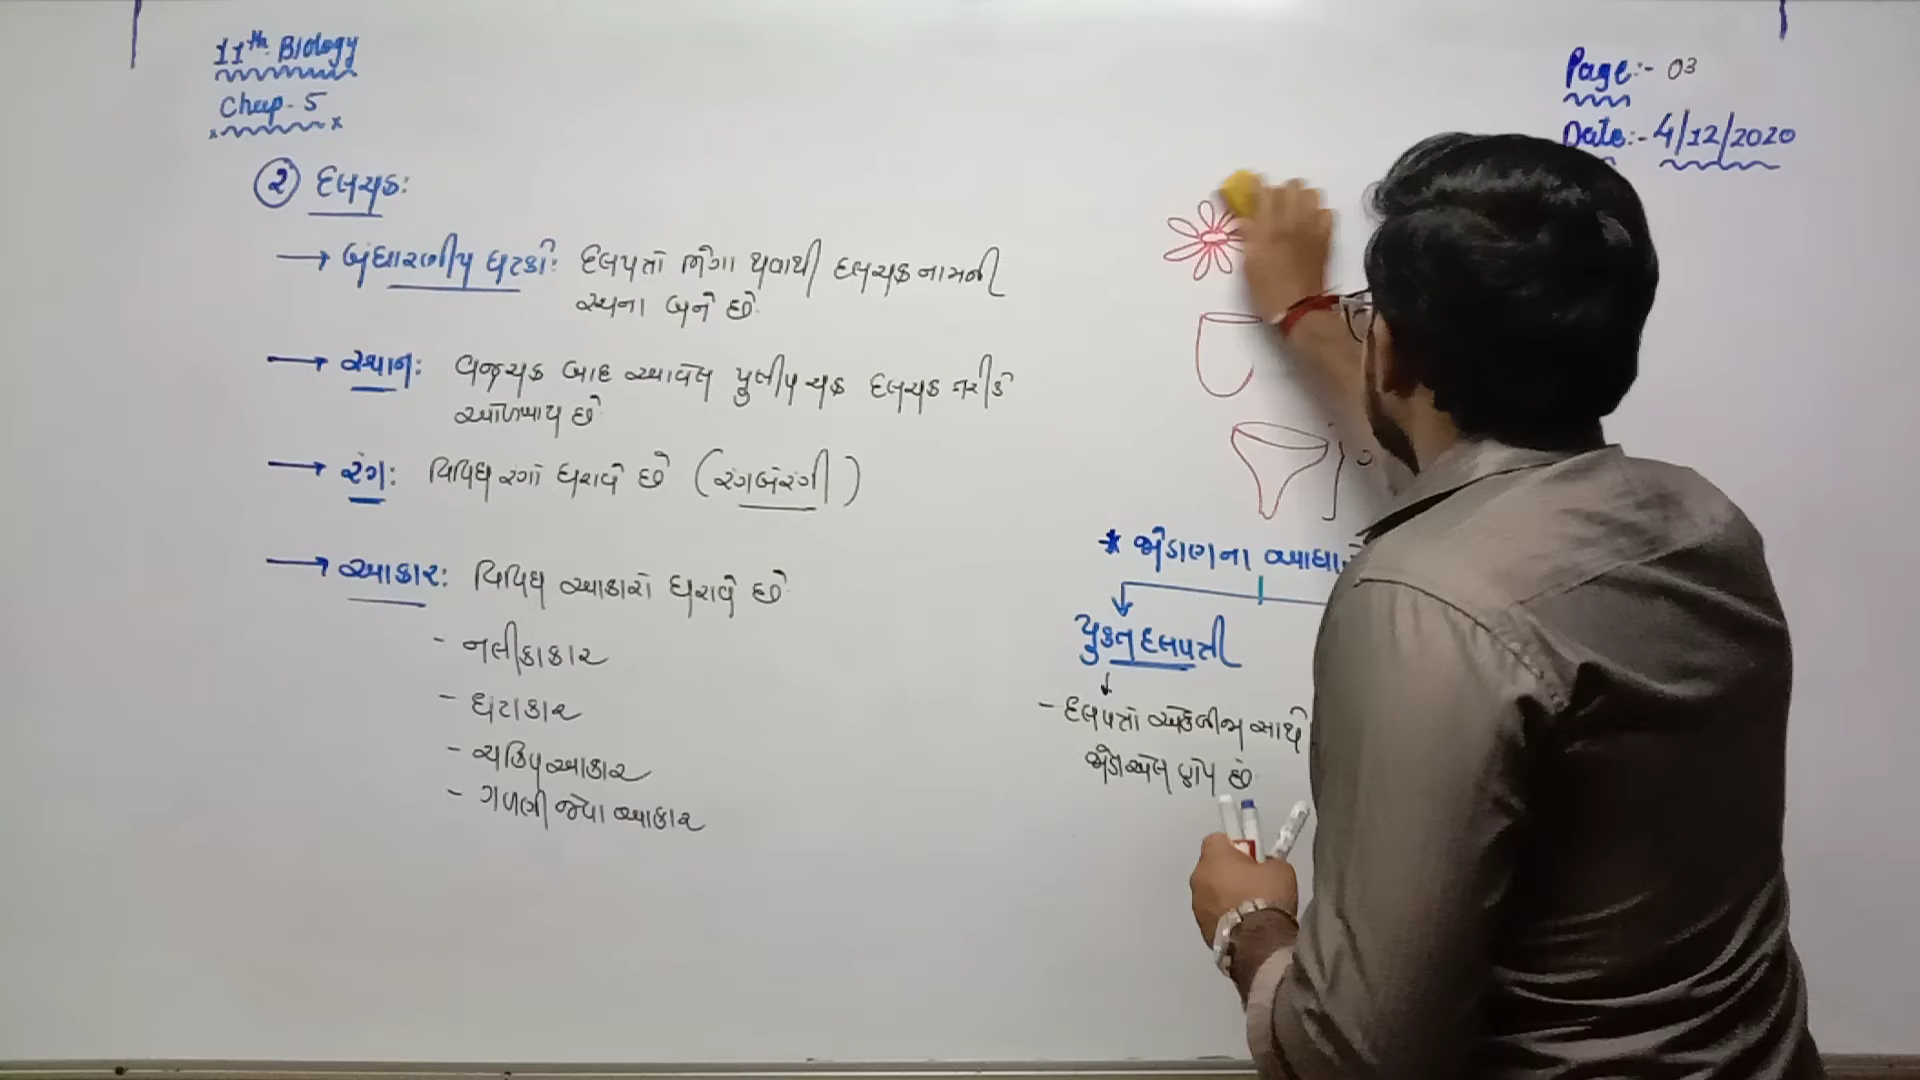 11th Biology
Chap - 5
Page:- 03
Date:- 4/12/2020
૨ દલચક્ર:
→ બંધારણીય ઘટકો: દલપત્રો ભેગા થવાથી દલચક્ર નામની
રચના બને છે.
→ સ્થાન: વજ્રચક્ર બાદ આવેલ પુષ્પીય ચક્ર દલચક્ર તરીકે
ઓળખાય છે
→ રંગ: વિવિધ રંગો ધરાવે છે (રંગબેરંગી)
→ આકાર: વિવિધ આકારો ધરાવે છે
- નલીકાકાર
- ઘંટાકાર
- ચક્રિય આકાર
- ગળણી જેવા આકાર
* જોડાણના
યુક્તદલપત્રી
- દલપત્રો એકબીજા સાથે
જોડાએલ હોય છે